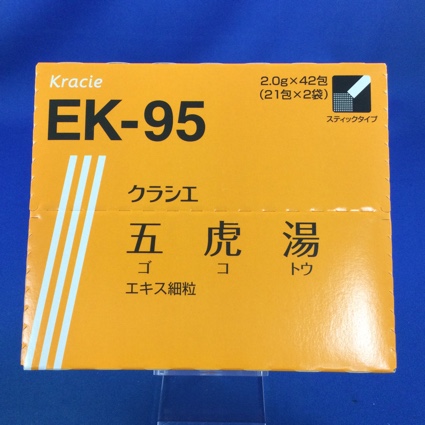 Kracie
EK-95
2.0g×42包
(21包×2袋)
スティックタイプ
クラシエ
五虎湯
ゴコトウ
エキス細粒